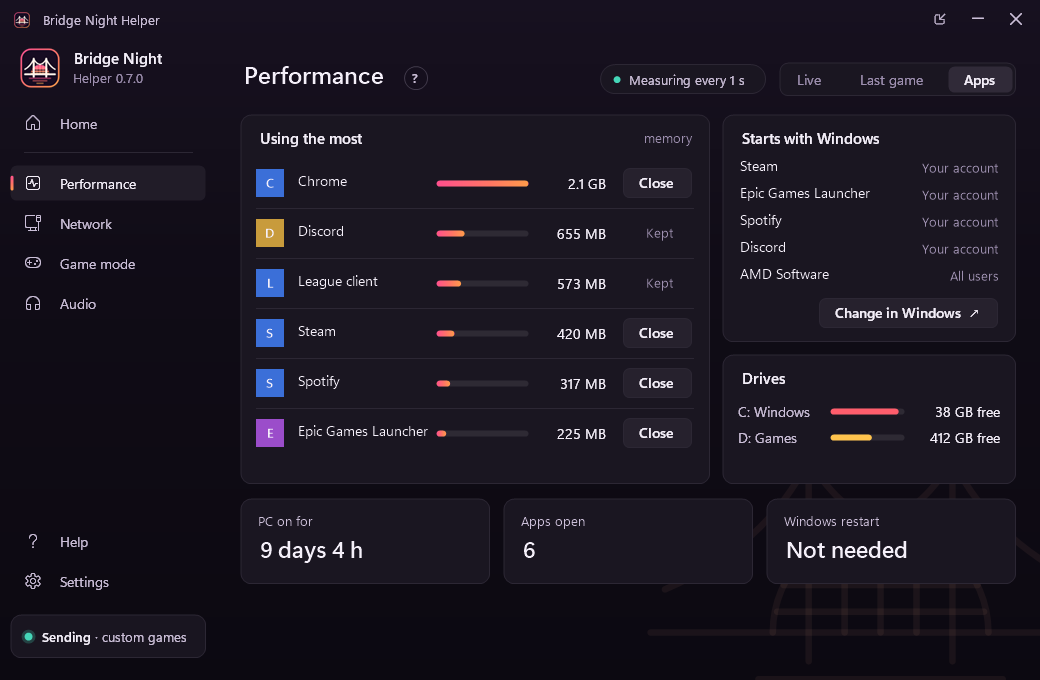 Bridge Night Helper
Bridge Night
Helper 0.7.0
Home
Performance
Network
Game mode
Audio
? Help
Settings
Sending · custom games
Performance ?
Measuring every 1 s
Live Last game Apps
Using the most memory
C Chrome 2.1 GB Close
D Discord 655 MB Kept
L League client 573 MB Kept
S Steam 420 MB Close
S Spotify 317 MB Close
E Epic Games Launcher 225 MB Close
Starts with Windows
Steam Your account
Epic Games Launcher Your account
Spotify Your account
Discord Your account
AMD Software All users
Change in Windows ↗
Drives
C: Windows 38 GB free
D: Games 412 GB free
PC on for
9 days 4 h
Apps open
6
Windows restart
Not needed